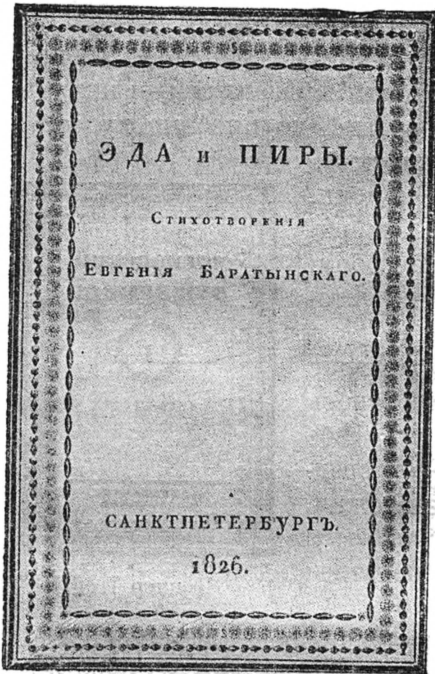 ЭДА и ПИРЫ.
Стихотворенія
Евгенія Баратынскаго.
САНКТПЕТЕРБУРГЪ.
1826.